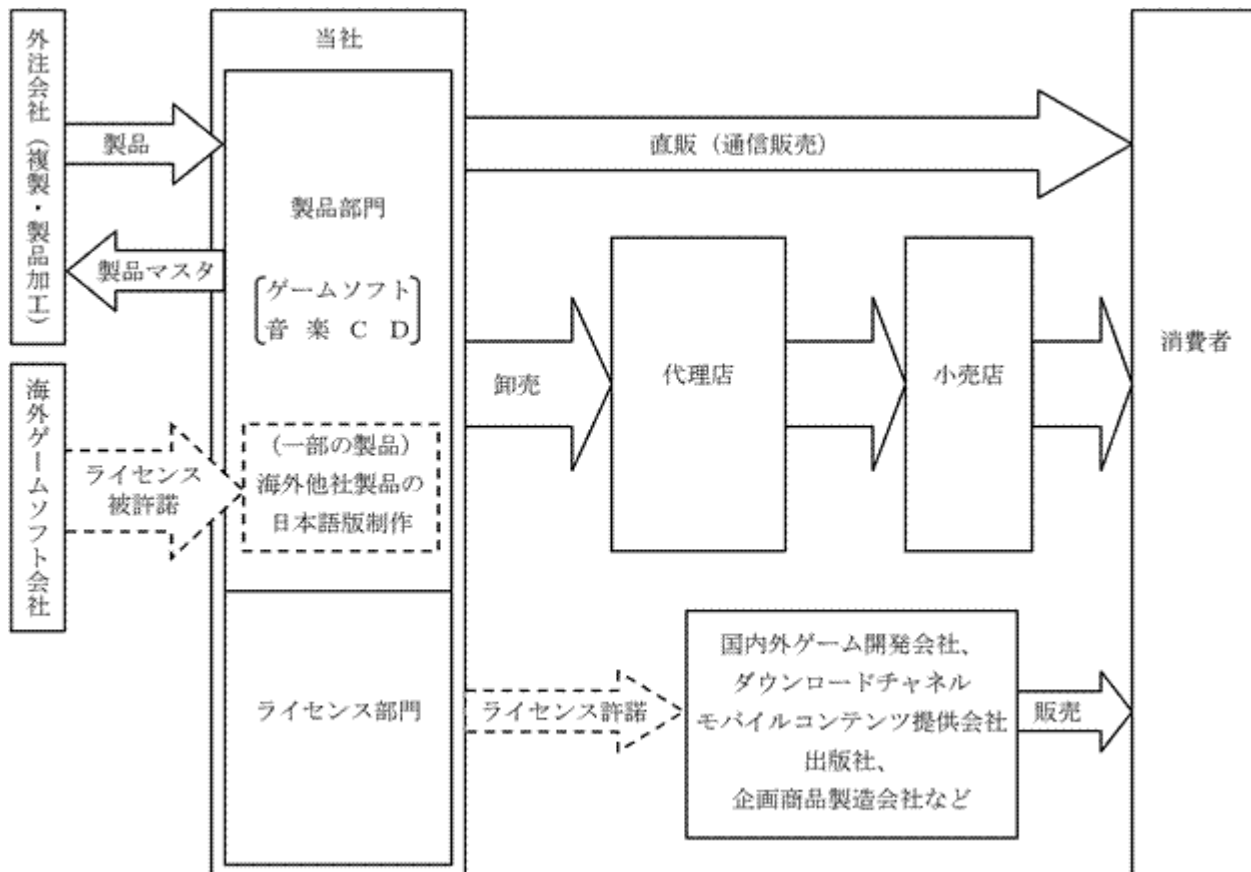 外注会社（複製・製品加工）
海外ゲームソフト会社
当社
製品
製品マスタ
ライセンス
被許諾
製品部門
ゲームソフト
音楽CD
（一部の製品）
海外他社製品の
日本語版制作
ライセンス部門
直販（通信販売）
卸売
代理店
小売店
ライセンス許諾
国内外ゲーム開発会社、
ダウンロードチャネル
モバイルコンテンツ提供会社
出版社、
企画商品製造会社など
販売
消費者